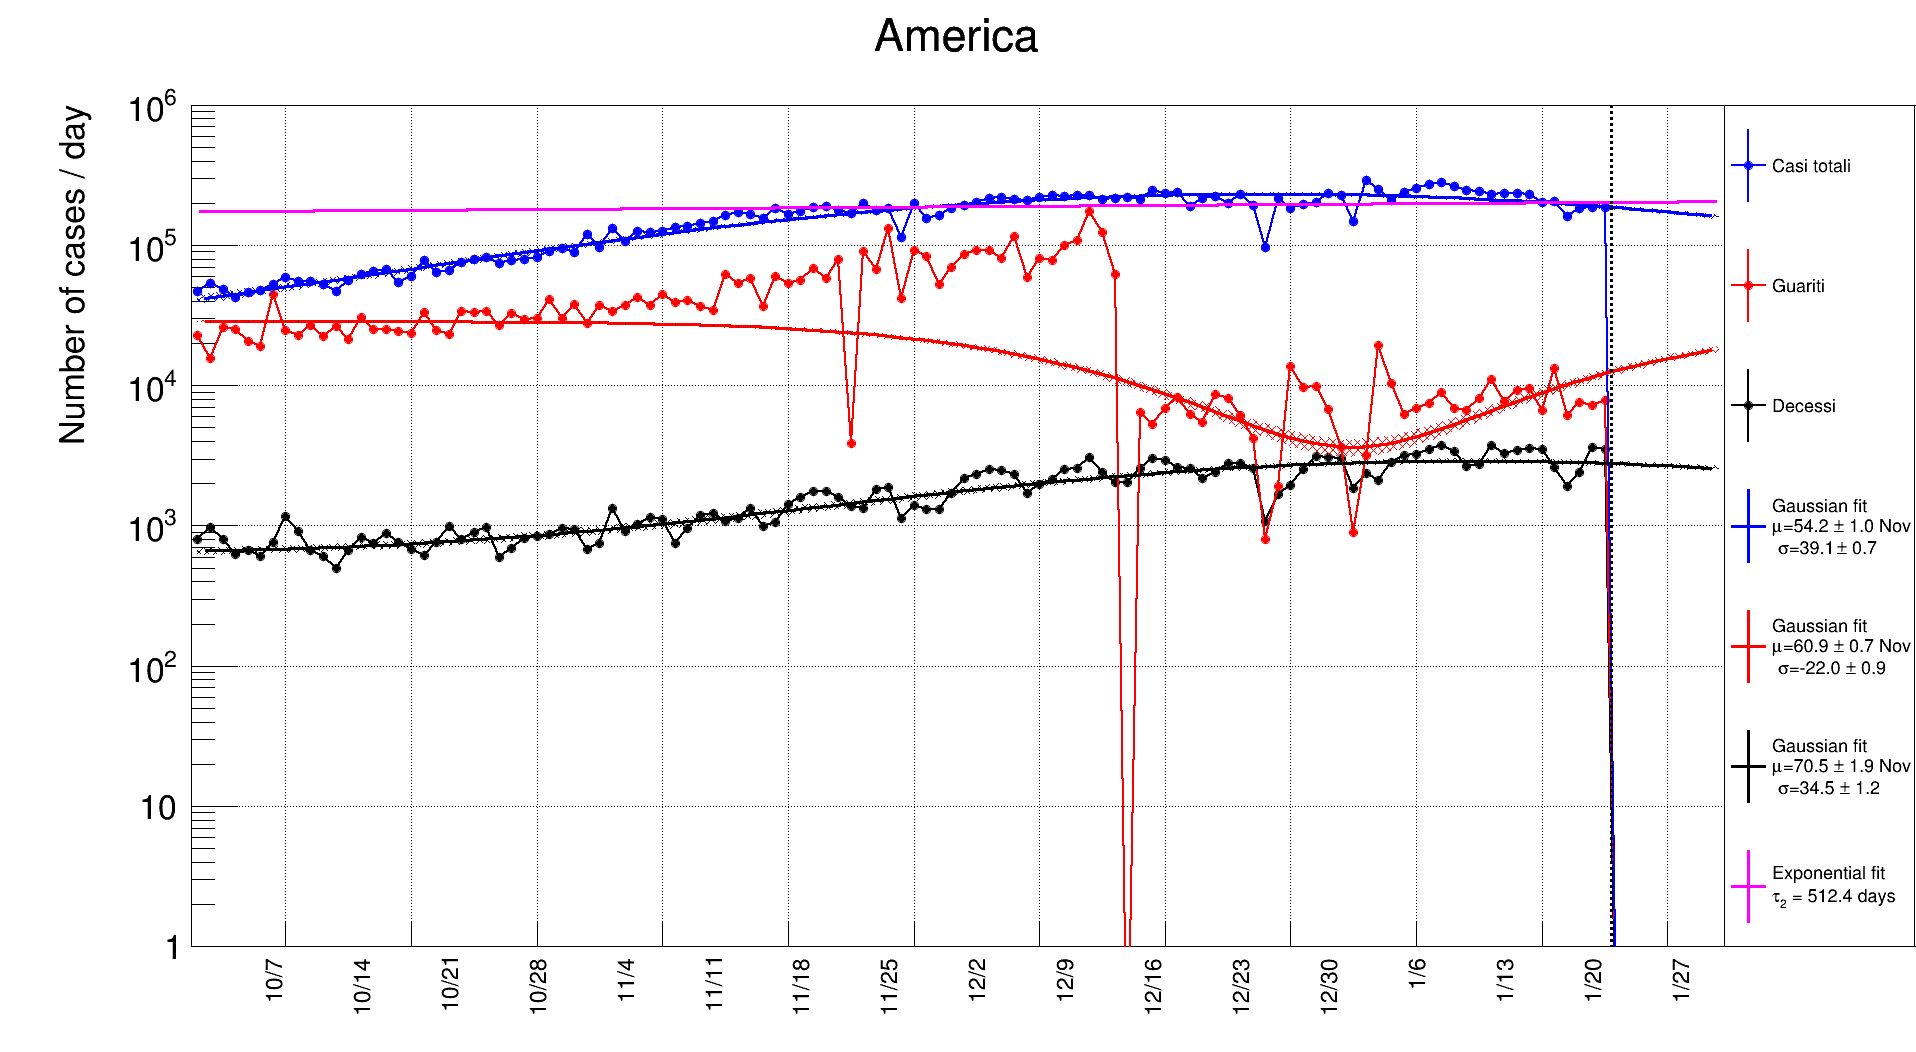 America
Number of cases / day
10^6
10^5
10^4
10^3
10^2
10
1
10/7
10/14
10/21
10/28
11/4
11/11
11/18
11/25
12/2
12/9
12/16
12/23
12/30
1/6
1/13
1/20
1/27
Casi totali
Guariti
Decessi
Gaussian fit
μ=54.2 ± 1.0 Nov
σ=39.1 ± 0.7
Gaussian fit
μ=60.9 ± 0.7 Nov
σ=-22.0 ± 0.9
Gaussian fit
μ=70.5 ± 1.9 Nov
σ=34.5 ± 1.2
Exponential fit
τ₂ = 512.4 days